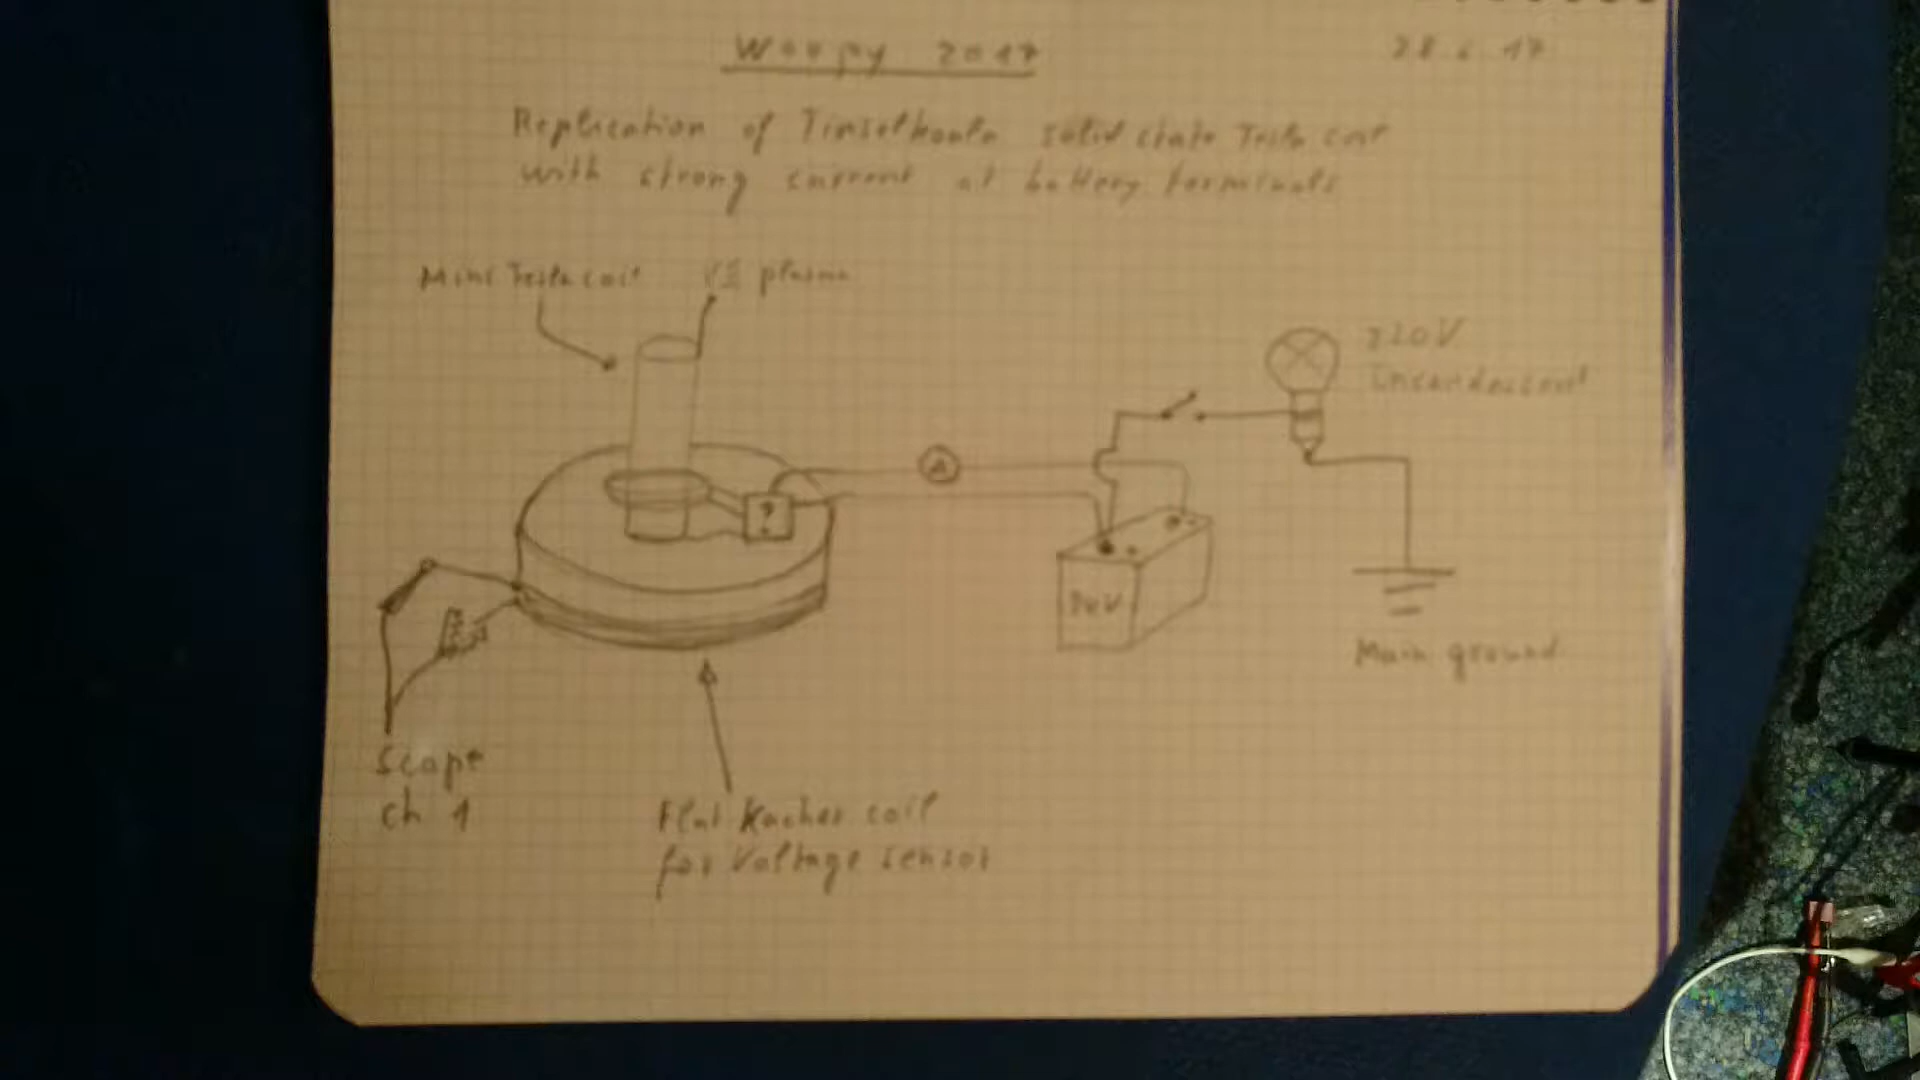 Woopy 2017
28.6.17
Replication of Tinselkoala solid state Tesla coil
with strong current at battery terminals
Mini Tesla coil
plasma
220V
Incandescent
A
?
Main ground
Scope
ch 1
Flat Kacher coil
for Voltage sensor